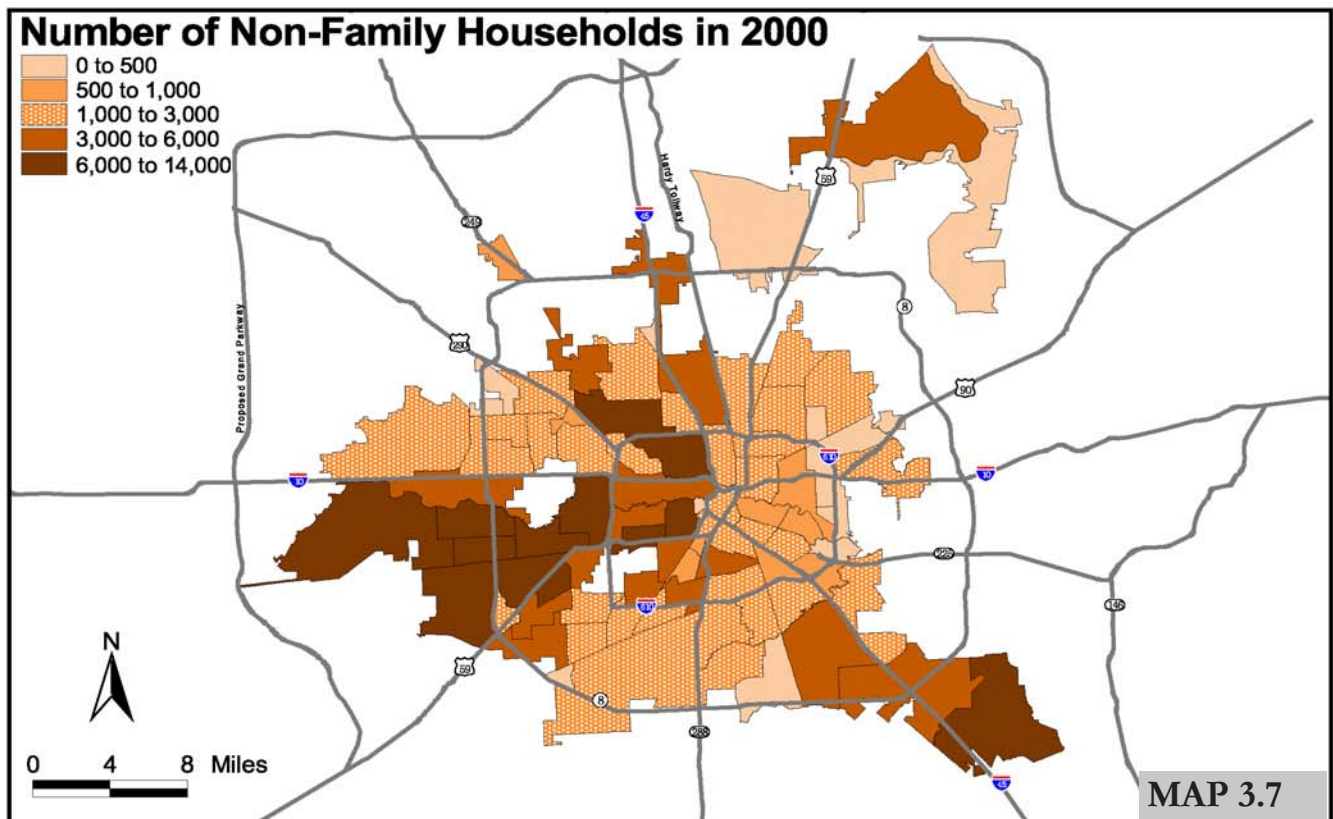 Number of Non-Family Households in 2000
0 to 500
500 to 1,000
1,000 to 3,000
3,000 to 6,000
6,000 to 14,000
Hardy Tollway
59
45
249
8
Proposed Grand Parkway
290
90
610
10
10
225
146
610
N
59
8
288
0 4 8 Miles
45
MAP 3.7